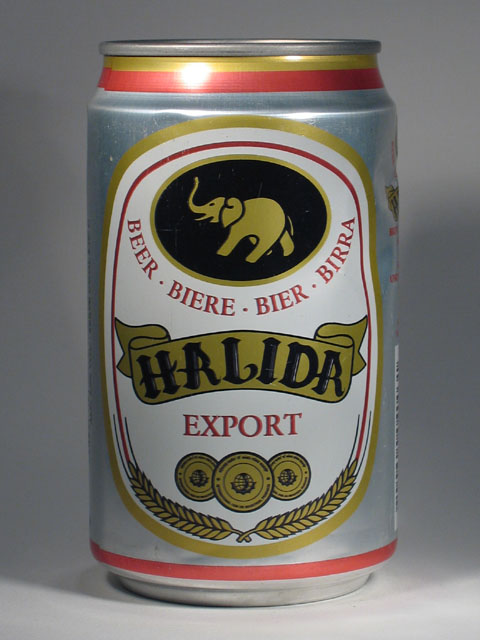 BEER · BIERE · BIER · BIRRA
HALIDA
EXPORT